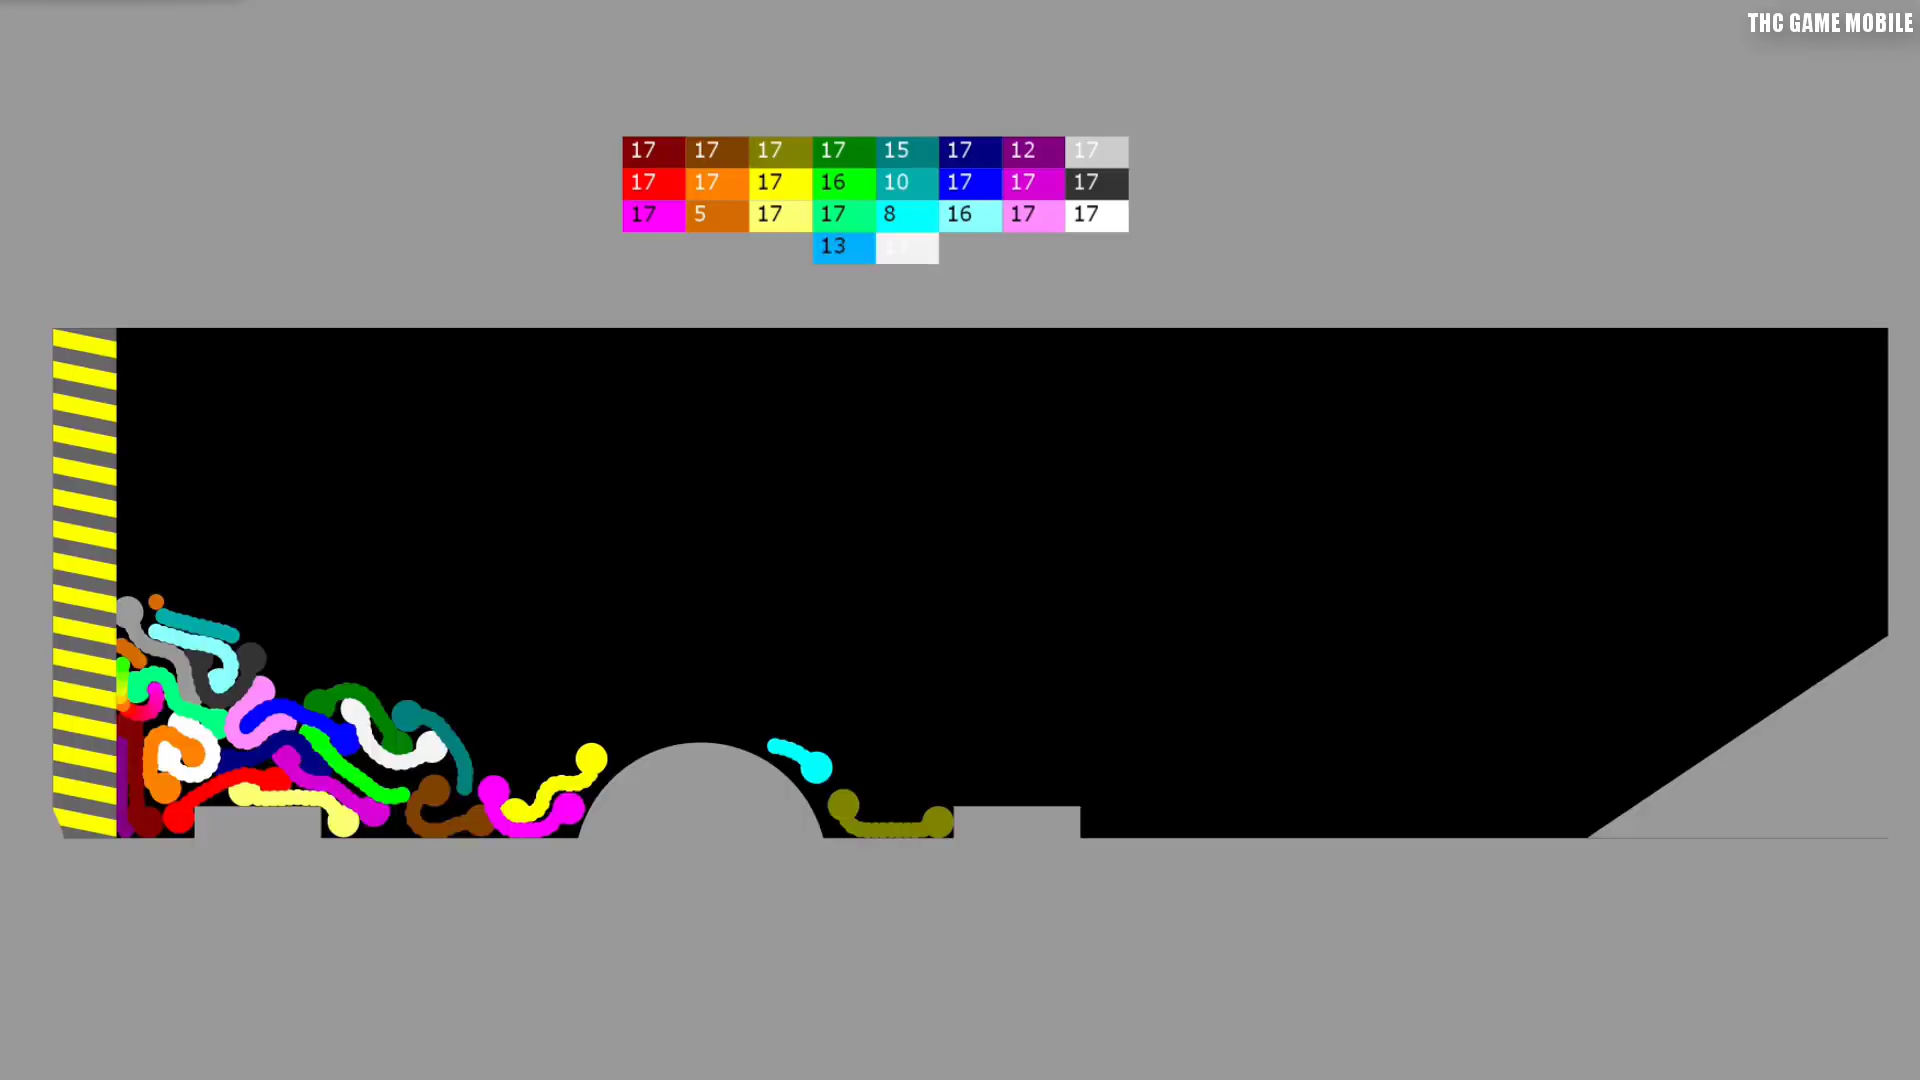 THC GAME MOBILE
17 17 17 17 15 17 12 17
17 17 17 16 10 17 17 17
17 5 17 17 8 16 17 17
13